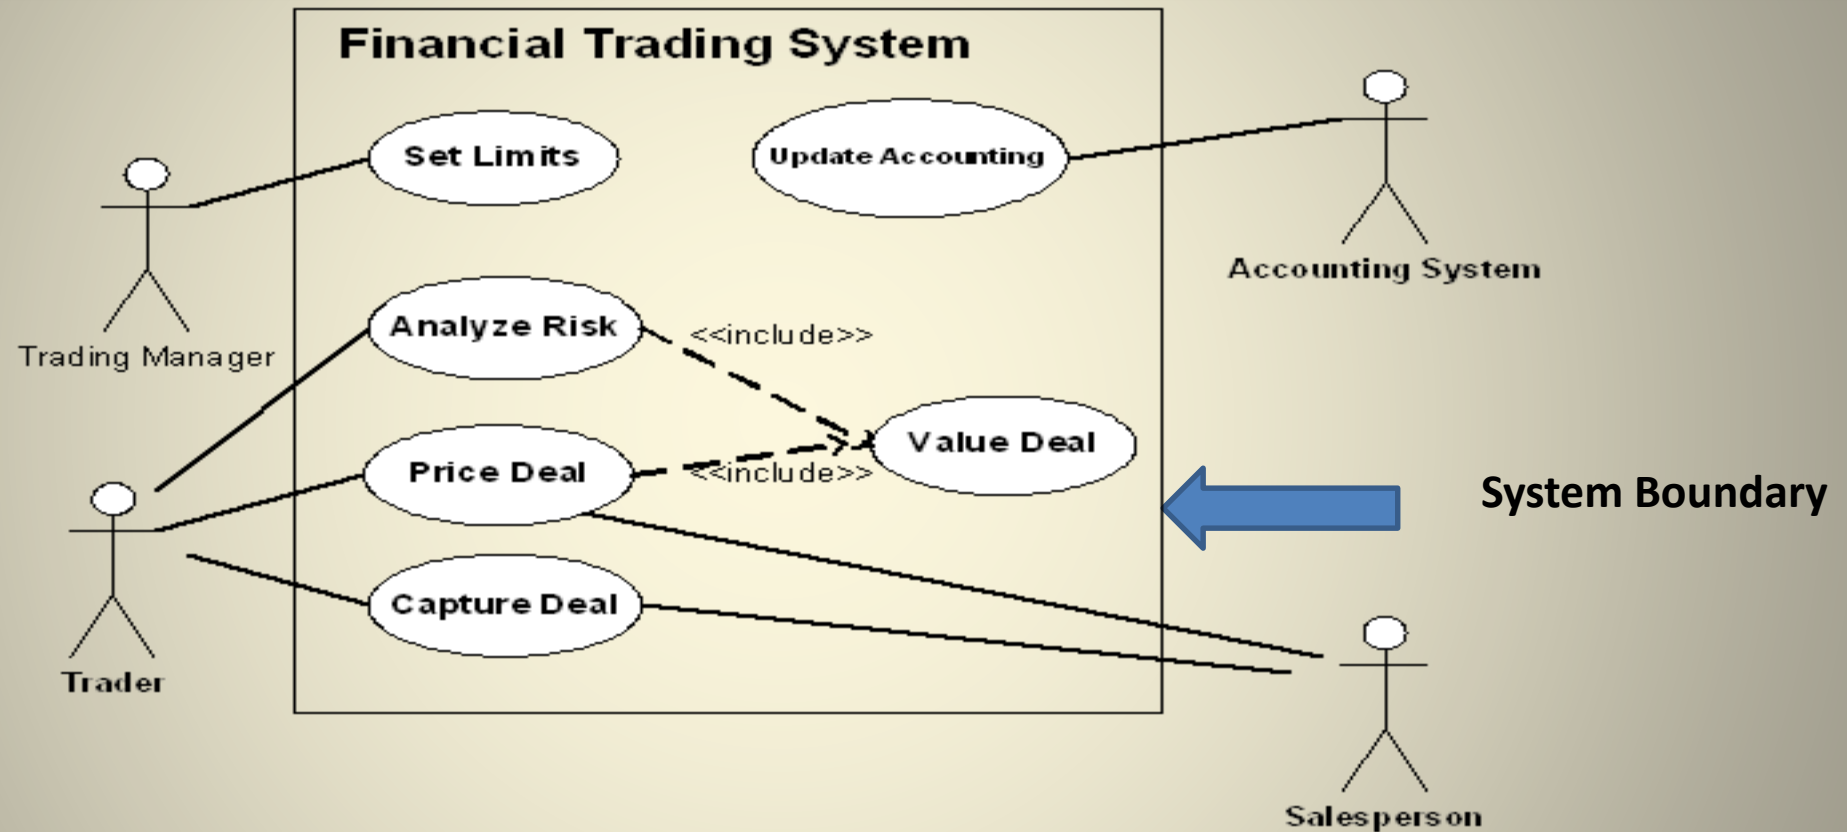 Financial Trading System
Set Limits
Update Accounting
Trading Manager
Accounting System
Analyze Risk
<<include>>
Value Deal
Price Deal
<<include>>
System Boundary
Capture Deal
Trader
Salesperson